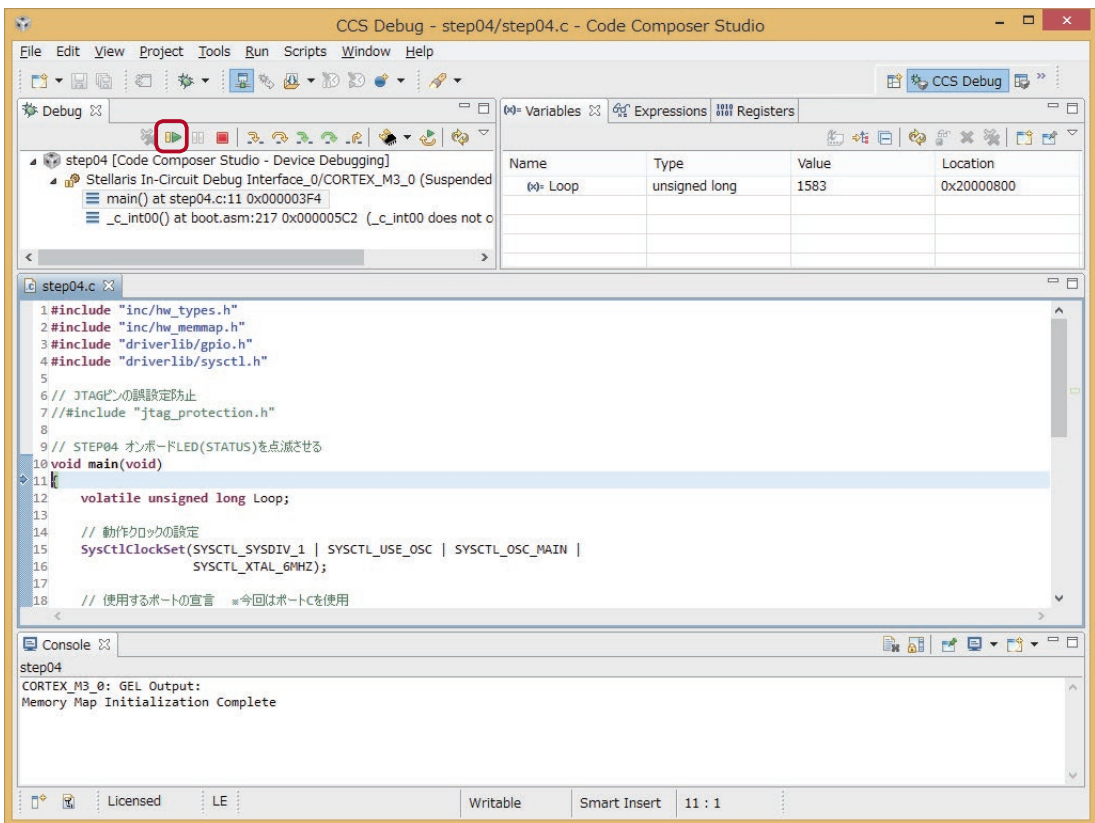 CCS Debug - step04/step04.c - Code Composer Studio
File Edit View Project Tools Run Scripts Window Help
CCS Debug
Debug
(x)= Variables Expressions Registers
step04 [Code Composer Studio - Device Debugging]
Stellaris In-Circuit Debug Interface_0/CORTEX_M3_0 (Suspended
main() at step04.c:11 0x000003F4
_c_int00() at boot.asm:217 0x000005C2 (_c_int00 does not c
Name Type Value Location
(x)= Loop unsigned long 1583 0x20000800
step04.c
1 #include "inc/hw_types.h"
2 #include "inc/hw_memmap.h"
3 #include "driverlib/gpio.h"
4 #include "driverlib/sysctl.h"
5
6 // JTAGピンの誤設定防止
7 //#include "jtag_protection.h"
8
9 // STEP04 オンボードLED(STATUS)を点滅させる
10 void main(void)
11 {
12 volatile unsigned long Loop;
13
14 // 動作クロックの設定
15 SysCtlClockSet(SYSCTL_SYSDIV_1 | SYSCTL_USE_OSC | SYSCTL_OSC_MAIN |
16 SYSCTL_XTAL_6MHZ);
17
18 // 使用するポートの宣言 ※今回はポートCを使用
Console
step04
CORTEX_M3_0: GEL Output:
Memory Map Initialization Complete
Licensed LE Writable Smart Insert 11 : 1